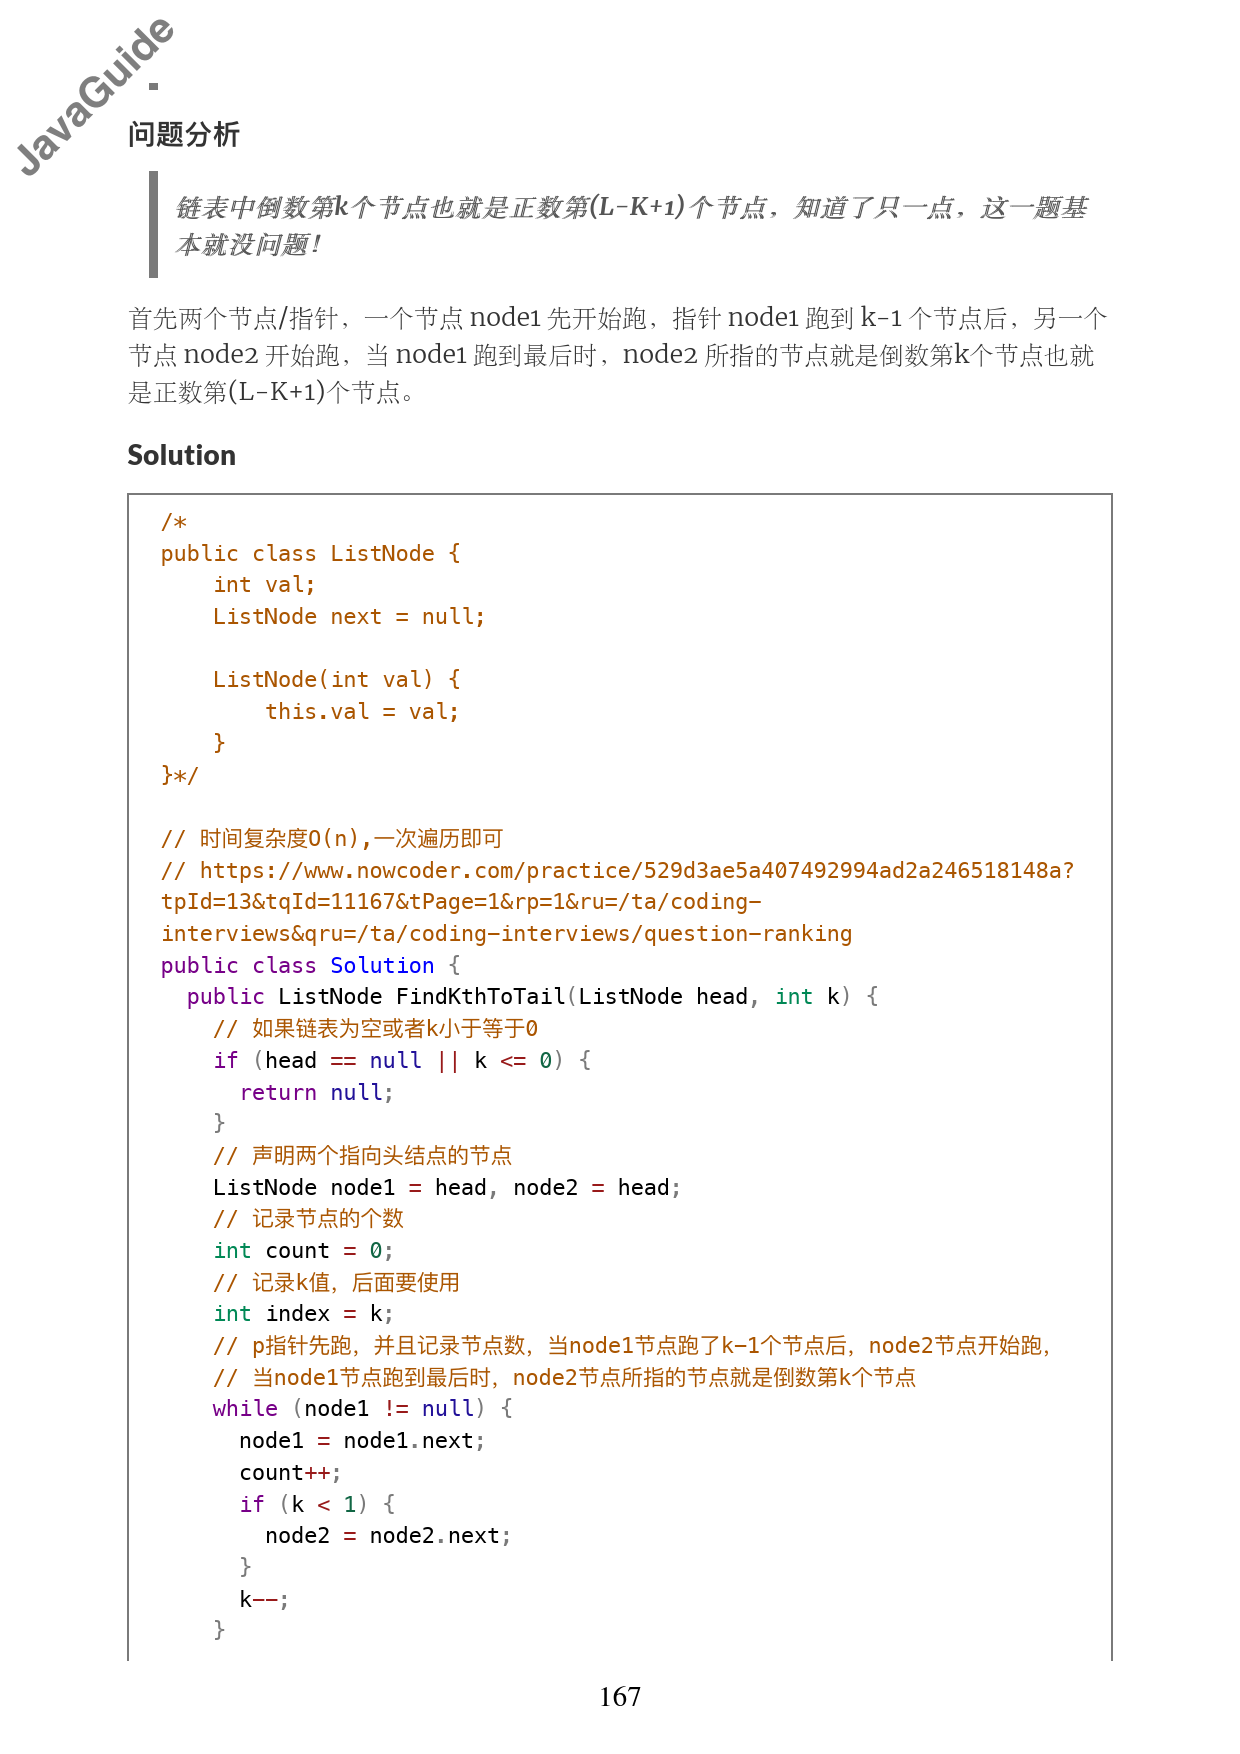 JavaGuide
问题分析
链表中倒数第k个节点也就是正数第(L-K+1)个节点，知道了只一点，这一题基
本就没问题！
首先两个节点/指针，一个节点 node1 先开始跑，指针 node1 跑到 k-1 个节点后，另一个
节点 node2 开始跑，当 node1 跑到最后时，node2 所指的节点就是倒数第k个节点也就
是正数第(L-K+1)个节点。
Solution
/*
public class ListNode {
    int val;
    ListNode next = null;

    ListNode(int val) {
        this.val = val;
    }
}*/

// 时间复杂度O(n),一次遍历即可
// https://www.nowcoder.com/practice/529d3ae5a407492994ad2a246518148a?
tpId=13&tqId=11167&tPage=1&rp=1&ru=/ta/coding-
interviews&qru=/ta/coding-interviews/question-ranking
public class Solution {
  public ListNode FindKthToTail(ListNode head, int k) {
    // 如果链表为空或者k小于等于0
    if (head == null || k <= 0) {
      return null;
    }
    // 声明两个指向头结点的节点
    ListNode node1 = head, node2 = head;
    // 记录节点的个数
    int count = 0;
    // 记录k值，后面要使用
    int index = k;
    // p指针先跑，并且记录节点数，当node1节点跑了k-1个节点后，node2节点开始跑，
    // 当node1节点跑到最后时，node2节点所指的节点就是倒数第k个节点
    while (node1 != null) {
      node1 = node1.next;
      count++;
      if (k < 1) {
        node2 = node2.next;
      }
      k--;
    }
167